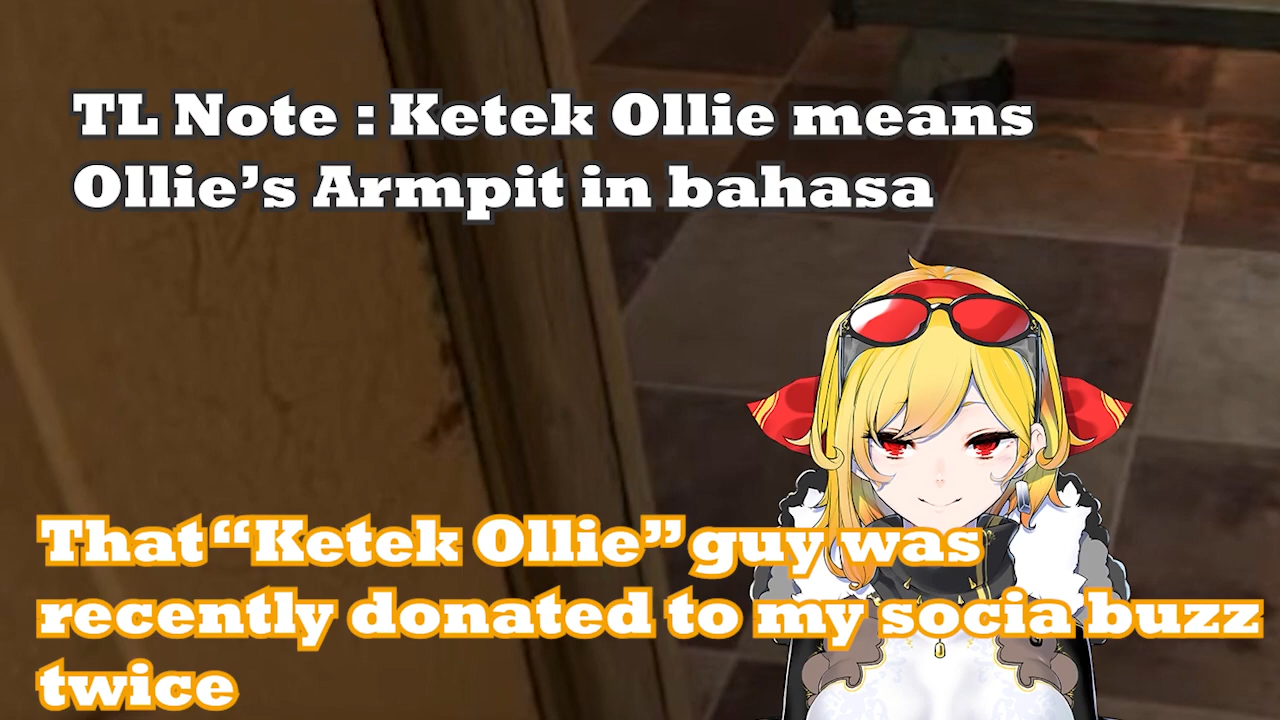 TL Note : Ketek Ollie means
Ollie’s Armpit in bahasa
That “Ketek Ollie” guy was
recently donated to my socia buzz
twice